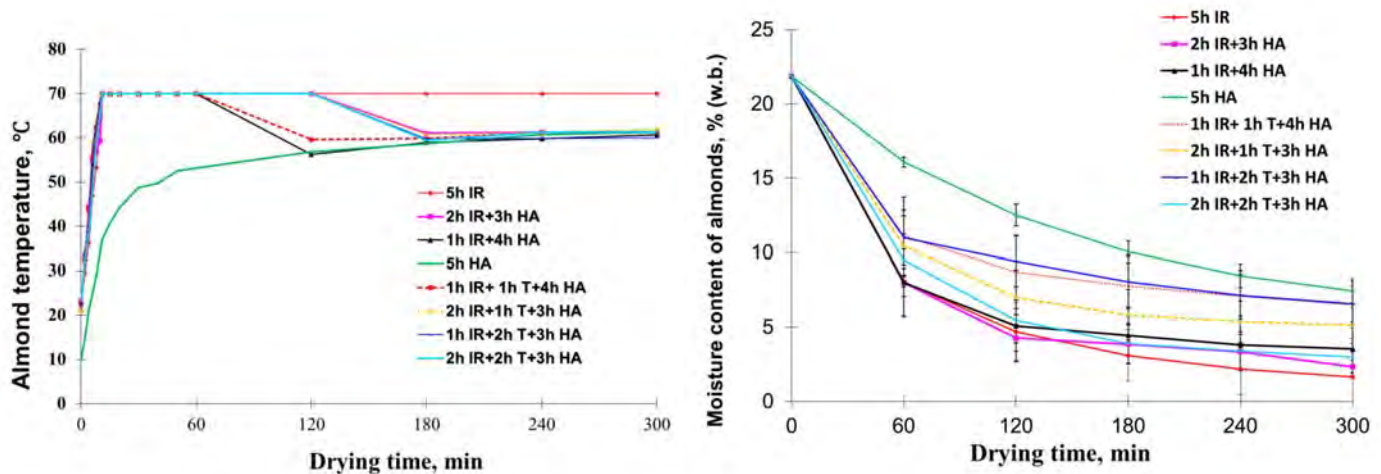 80
70
60
50
40
30
20
10
0
Almond temperature, °C
5h IR
2h IR+3h HA
1h IR+4h HA
5h HA
1h IR+ 1h T+4h HA
2h IR+1h T+3h HA
1h IR+2h T+3h HA
2h IR+2h T+3h HA
0 60 120 180 240 300
Drying time, min
25
20
15
10
5
0
Moisture content of almonds, % (w.b.)
5h IR
2h IR+3h HA
1h IR+4h HA
5h HA
1h IR+ 1h T+4h HA
2h IR+1h T+3h HA
1h IR+2h T+3h HA
2h IR+2h T+3h HA
0 60 120 180 240 300
Drying time, min